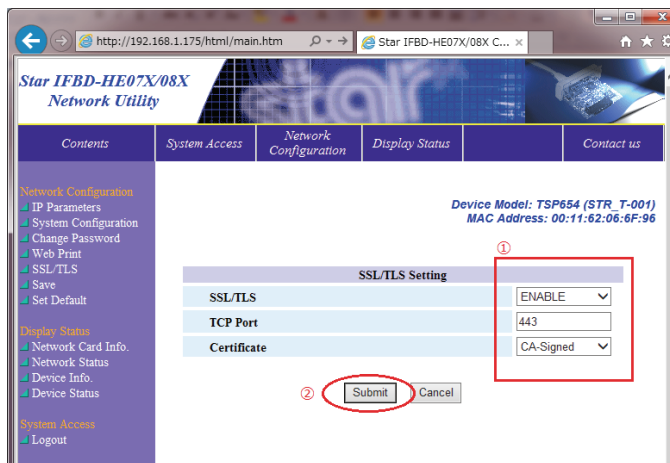 http://192.168.1.175/html/main.htm
Star IFBD-HE07X/08X C...
Star IFBD-HE07X/08X
Network Utility
star
Contents
System Access
Network
Configuration
Display Status
Contact us
Network Configuration
IP Parameters
System Configuration
Change Password
Web Print
SSL/TLS
Save
Set Default
Display Status
Network Card Info.
Network Status
Device Info.
Device Status
System Access
Logout
Device Model: TSP654 (STR_T-001)
MAC Address: 00:11:62:06:6F:96
①
SSL/TLS Setting
SSL/TLS ENABLE
TCP Port 443
Certificate CA-Signed
② Submit Cancel